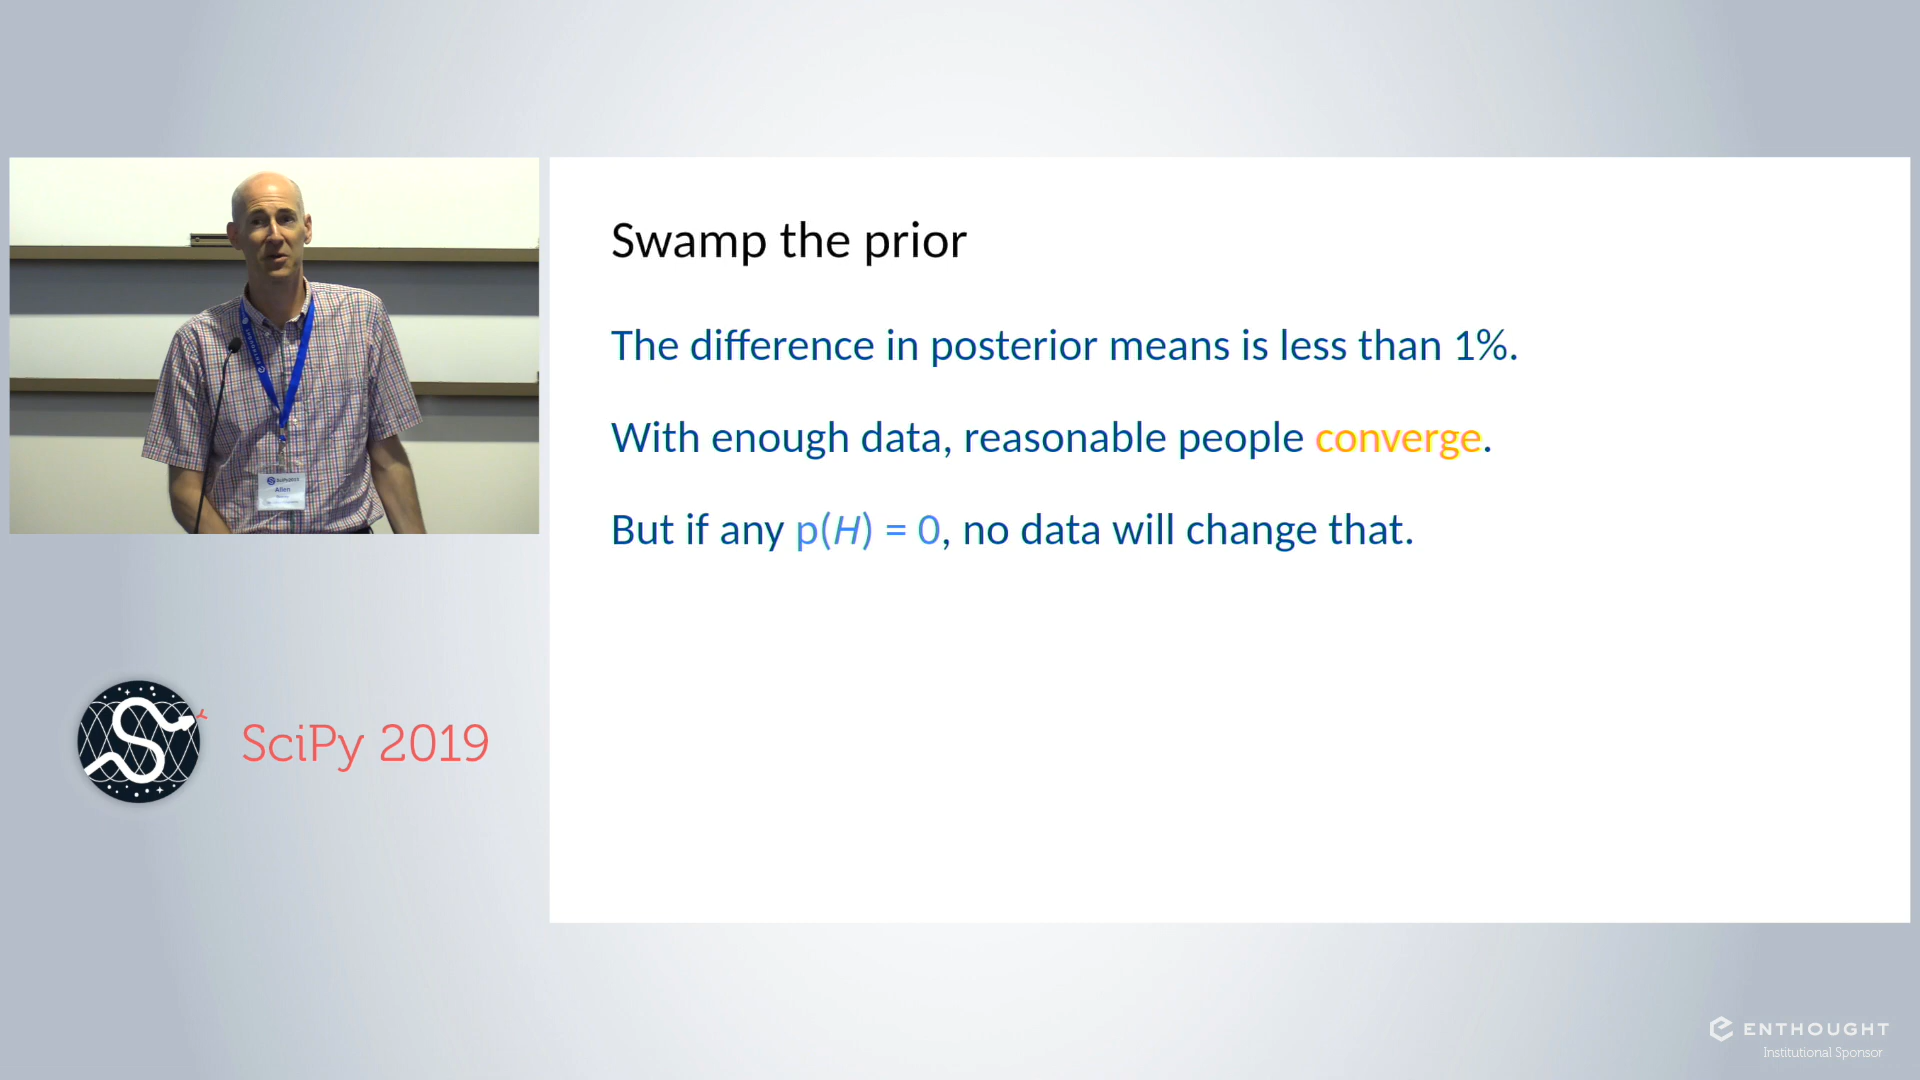 Swamp the prior
The difference in posterior means is less than 1%.
With enough data, reasonable people converge.
But if any p(H) = 0, no data will change that.
Allen
SciPy 2019
ENTHOUGHT
Institutional Sponsor